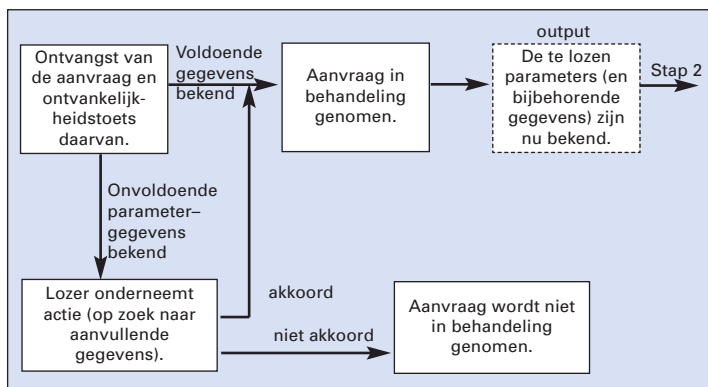 output
Ontvangst van
de aanvraag en
ontvankelijk-
heidstoets
daarvan.
Voldoende
gegevens
bekend
Aanvraag in
behandeling
genomen.
De te lozen
parameters (en
bijbehorende
gegevens) zijn
nu bekend.
Stap 2
Onvoldoende
parameter–
gegevens
bekend
Lozer onderneemt
actie (op zoek naar
aanvullende
gegevens).
akkoord
niet akkoord
Aanvraag wordt niet
in behandeling
genomen.